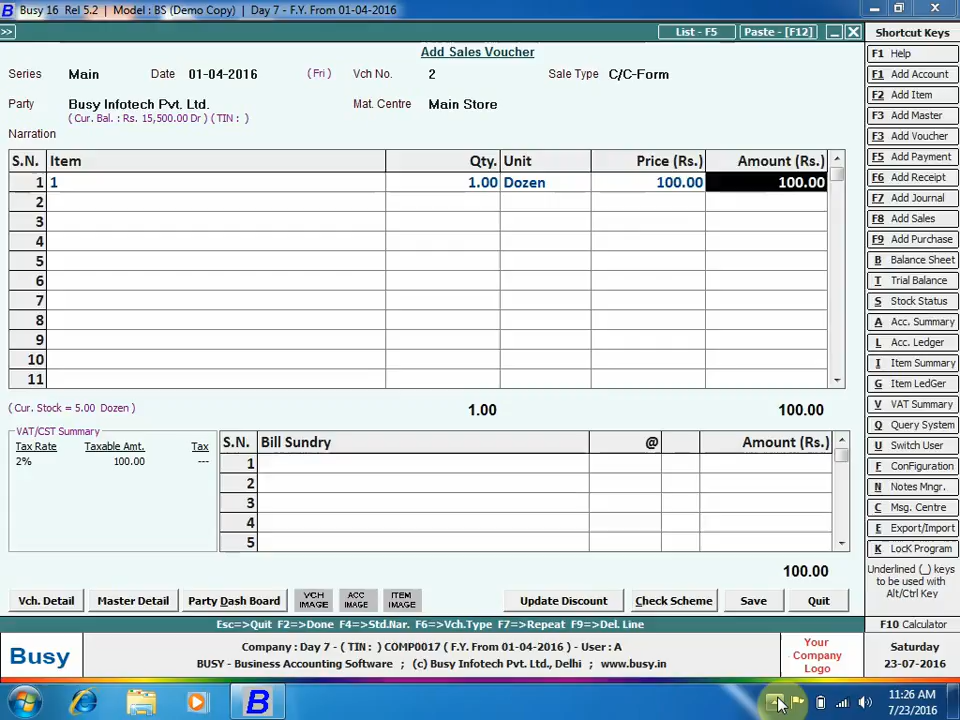 Busy 16 Rel 5.2 | Model : BS (Demo Copy) | Day 7 - F.Y. From 01-04-2016
>> List - F5 Paste - [F12] Shortcut Keys
Add Sales Voucher
Series Main Date 01-04-2016 (Fri) Vch No. 2 Sale Type C/C-Form
Party Busy Infotech Pvt. Ltd. Mat. Centre Main Store
( Cur. Bal. : Rs. 15,500.00 Dr ) ( TIN : )
Narration
S.N. Item Qty. Unit Price (Rs.) Amount (Rs.)
1 1 1.00 Dozen 100.00 100.00
2
3
4
5
6
7
8
9
10
11
( Cur. Stock = 5.00 Dozen ) 1.00 100.00
VAT/CST Summary
Tax Rate Taxable Amt. Tax
2% 100.00 ---
S.N. Bill Sundry @ Amount (Rs.)
1
2
3
4
5
100.00
Vch. Detail Master Detail Party Dash Board VCH IMAGE ACC IMAGE ITEM IMAGE Update Discount Check Scheme Save Quit
Esc=>Quit F2=>Done F4=>Std.Nar. F6=>Vch.Type F7=>Repeat F9=>Del. Line
F1 Help
F1 Add Account
F2 Add Item
F3 Add Master
F3 Add Voucher
F5 Add Payment
F6 Add Receipt
F7 Add Journal
F8 Add Sales
F9 Add Purchase
B Balance Sheet
T Trial Balance
S Stock Status
A Acc. Summary
L Acc. Ledger
I Item Summary
G Item LedGer
V VAT Summary
Q Query System
U Switch User
F ConFiguration
N Notes Mngr.
C Msg. Centre
E Export/Import
K LocK Program
Underlined (_) keys
to be used with
Alt/Ctrl Key
F10 Calculator
Busy
Company : Day 7 - ( TIN : ) COMP0017 ( F.Y. From 01-04-2016 ) - User : A
BUSY - Business Accounting Software ; (c) Busy Infotech Pvt. Ltd., Delhi ; www.busy.in
Your
Company
Logo
Saturday
23-07-2016
B
11:26 AM
7/23/2016